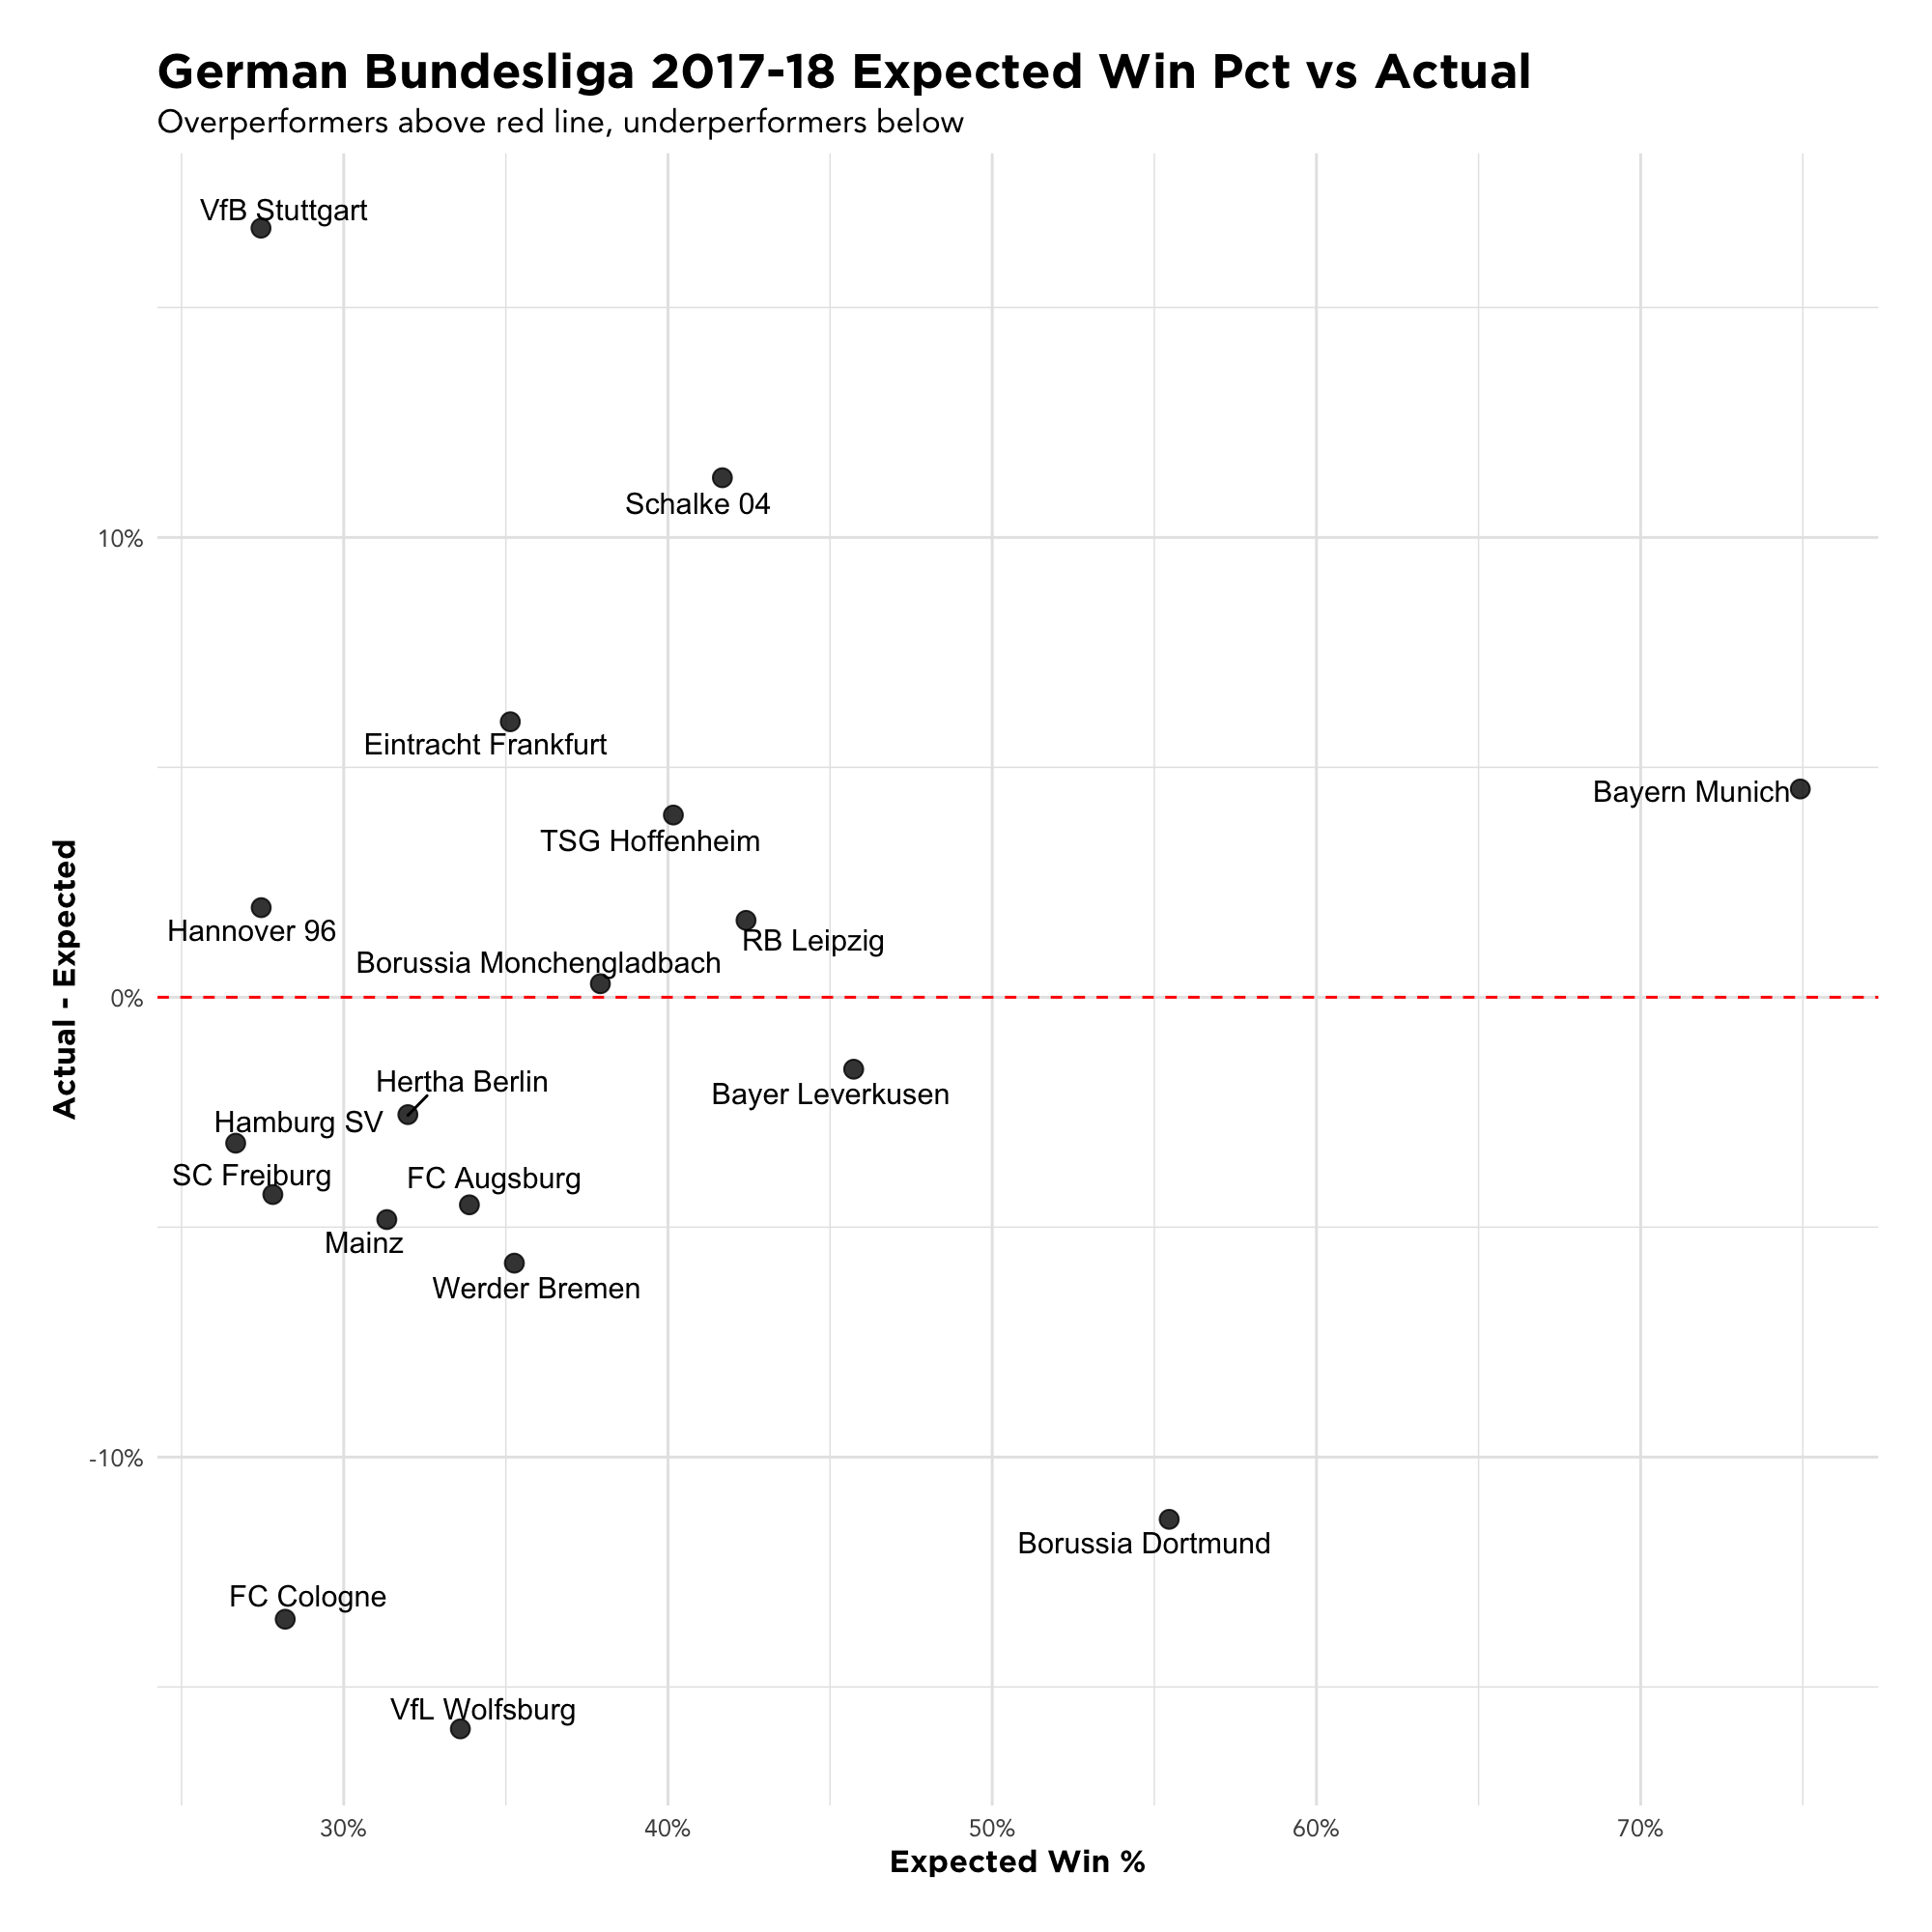 German Bundesliga 2017-18 Expected Win Pct vs Actual
Overperformers above red line, underperformers below
VfB Stuttgart
Schalke 04
10%
Eintracht Frankfurt
Bayern Munich
TSG Hoffenheim
Hannover 96
RB Leipzig
Borussia Monchengladbach
Actual - Expected
0%
Hertha Berlin
Bayer Leverkusen
Hamburg SV
SC Freiburg
FC Augsburg
Mainz
Werder Bremen
-10%
Borussia Dortmund
FC Cologne
VfL Wolfsburg
30% 40% 50% 60% 70%
Expected Win %